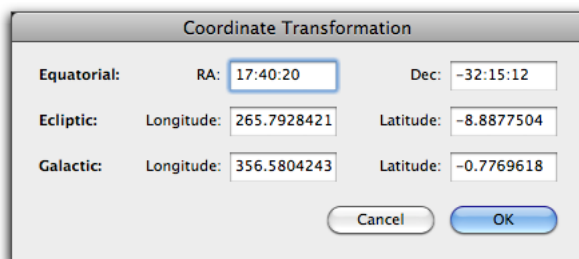 Coordinate Transformation
Equatorial: RA: 17:40:20 Dec: -32:15:12
Ecliptic: Longitude: 265.7928421 Latitude: -8.8877504
Galactic: Longitude: 356.5804243 Latitude: -0.7769618
Cancel OK